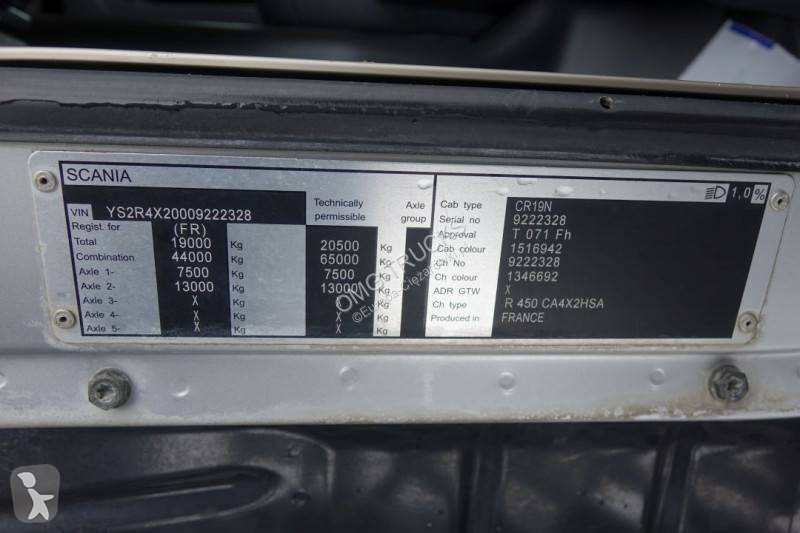 SCANIA
1,0%
VIN YS2R4X20009222328 Technically permissible Axle group
Regist. for (FR)
Total 19000 Kg 20500 Kg
Combination 44000 Kg 65000 Kg
Axle 1- 7500 Kg 7500 Kg
Axle 2- 13000 Kg 13000 Kg
Axle 3- X Kg X Kg
Axle 4- X Kg X Kg
Axle 5- X Kg X Kg
Cab type CR19N
Serial no 9222328
Approval T 071 Fh
Cab colour 1516942
Ch No 9222328
Ch colour 1346692
ADR GTW X
Ch type R 450 CA4X2HSA
Produced in FRANCE
OMG TRUCKS